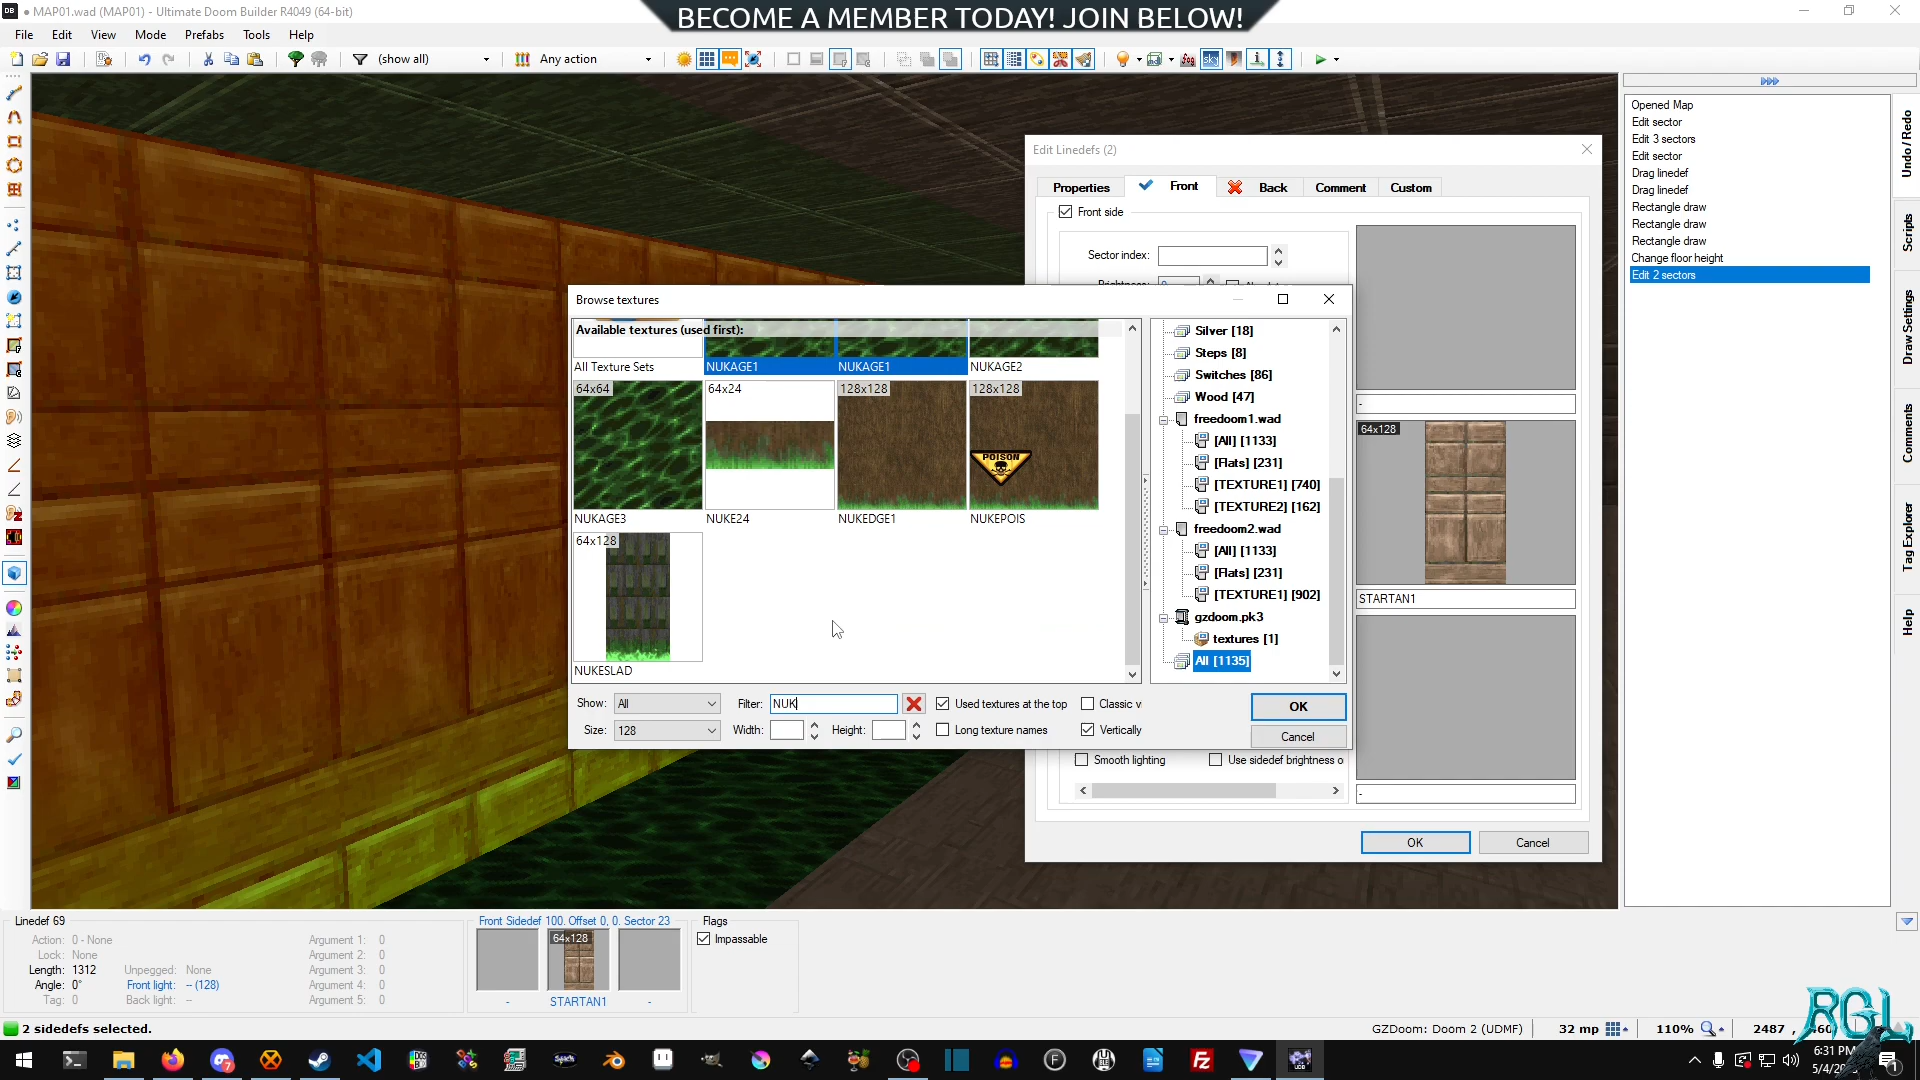 MAP01.wad (MAP01) - Ultimate Doom Builder R4049 (64-bit)
BECOME A MEMBER TODAY! JOIN BELOW!
File Edit View Mode Prefabs Tools Help
(show all)
Any action
Opened Map
Edit sector
Edit 3 sectors
Edit sector
Drag linedef
Drag linedef
Rectangle draw
Rectangle draw
Rectangle draw
Change floor height
Edit 2 sectors
Undo / Redo
Scripts
Draw Settings
Comments
Tag Explorer
Help
Edit Linedefs (2)
Properties Front Back Comment Custom
Front side
Sector index:
64x128
STARTAN1
-
-
Smooth lighting
Use sidedef brightness o
OK
Cancel
Browse textures
Available textures (used first):
All Texture Sets
NUKAGE1
NUKAGE1
NUKAGE2
64x64
64x24
128x128
128x128
POISON
NUKAGE3
NUKE24
NUKEDGE1
NUKEPOIS
64x128
NUKESLAD
Silver [18]
Steps [8]
Switches [86]
Wood [47]
freedoom1.wad
[All] [1133]
[Flats] [231]
[TEXTURE1] [740]
[TEXTURE2] [162]
freedoom2.wad
[All] [1133]
[Flats] [231]
[TEXTURE1] [902]
gzdoom.pk3
textures [1]
All [1135]
Show: All
Filter: NUK
Used textures at the top
Classic v
OK
Size: 128
Width:
Height:
Long texture names
Vertically
Cancel
Linedef 69
Action: 0 - None
Lock: None
Length: 1312
Angle: 0°
Tag: 0
Unpegged: None
Front light: -- (128)
Back light: --
Argument 1: 0
Argument 2: 0
Argument 3: 0
Argument 4: 0
Argument 5: 0
Front Sidedef 100. Offset 0, 0. Sector 23
64x128
-
STARTAN1
-
Flags
Impassable
2 sidedefs selected.
GZDoom: Doom 2 (UDMF)
32 mp
110%
2487 ,
RGL
6:31 PM